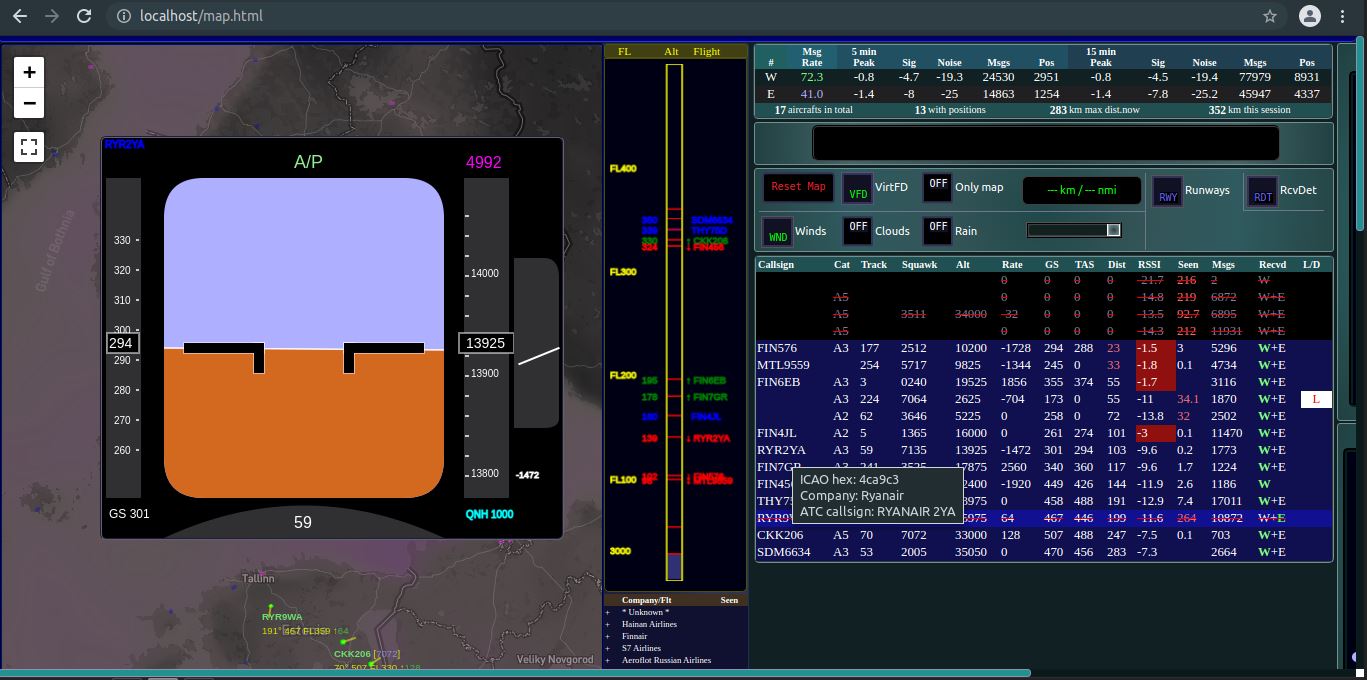 localhost/map.html
+
−
Gulf of Bothnia
RYR2YA
A/P
4992
330
320
310
300
294
290
280
270
260
14000
13925
13900
13800
-1472
GS 301
59
QNH 1000
Tallinn
RYR9WA
191° 467 FL359 ↑64
CKK206 [7072]
70° 507 FL330 ↑128
Veliky Novgorod
FL Alt Flight
FL400
350 SDM6634
339 THY75D
330 ↑ CKK206
324 ↓ FIN456
FL300
FL200
195 ↑ FIN6EB
178 ↑ FIN7GR
160 FIN4JL
139 ↓ RYR2YA
102 ↓ FIN576
FL100
98 ↓ MTL9559
3000
Company/Flt Seen
+ * Unknown *
+ Hainan Airlines
+ Finnair
+ S7 Airlines
+ Aeroflot Russian Airlines
Msg 5 min 15 min
# Rate Peak Sig Noise Msgs Pos Peak Sig Noise Msgs Pos
W 72.3 -0.8 -4.7 -19.3 24530 2951 -0.8 -4.5 -19.4 77979 8931
E 41.0 -1.4 -8 -25 14863 1254 -1.4 -7.8 -25.2 45947 4337
17 aircrafts in total 13 with positions 283 km max dist.now 352 km this session
Reset Map VFD VirtFD OFF Only map --- km / --- nmi RWY Runways RDT RcvDet
WND Winds OFF Clouds OFF Rain
Callsign Cat Track Squawk Alt Rate GS TAS Dist RSSI Seen Msgs Recvd L/D
0 0 0 0 -21.7 216 2 W
A5 0 0 0 0 -14.8 219 6872 W+E
A5 3511 34000 -32 0 0 0 -13.5 92.7 6895 W+E
A5 0 0 0 0 -14.3 212 11931 W+E
FIN576 A3 177 2512 10200 -1728 294 288 23 -1.5 3 5296 W+E
MTL9559 254 5717 9825 -1344 245 0 33 -1.8 0.1 4734 W+E
FIN6EB A3 3 0240 19525 1856 355 374 55 -1.7 3116 W+E
A3 224 7064 2625 -704 173 0 55 -11 34.1 1870 W+E L
A2 62 3646 5225 0 258 0 72 -13.8 32 2502 W+E
FIN4JL A2 5 1365 16000 0 261 274 101 -3 0.1 11470 W+E
RYR2YA A3 59 7135 13925 -1472 301 294 103 -9.6 0.2 1773 W+E
FIN7GR A3 241 3525 17875 2560 340 360 117 -9.6 1.7 1224 W+E
FIN45 2400 -1920 449 426 144 -11.9 2.6 1186 W
THY75 3975 0 458 488 191 -12.9 7.4 17011 W+E
RYR9 5975 64 467 446 199 -11.6 264 10872 W+E
CKK206 A5 70 7072 33000 128 507 488 247 -7.5 0.1 703 W+E
SDM6634 A3 53 2005 35050 0 470 456 283 -7.3 2664 W+E
ICAO hex: 4ca9c3
Company: Ryanair
ATC callsign: RYANAIR 2YA